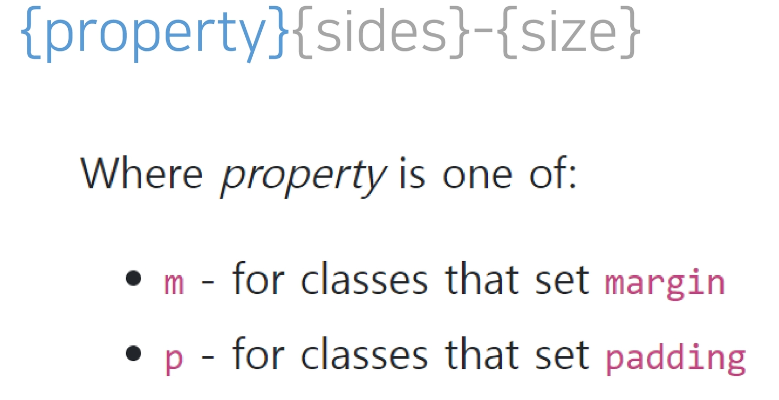 {property}{sides}-{size}
Where property is one of:
• m - for classes that set margin
• p - for classes that set padding